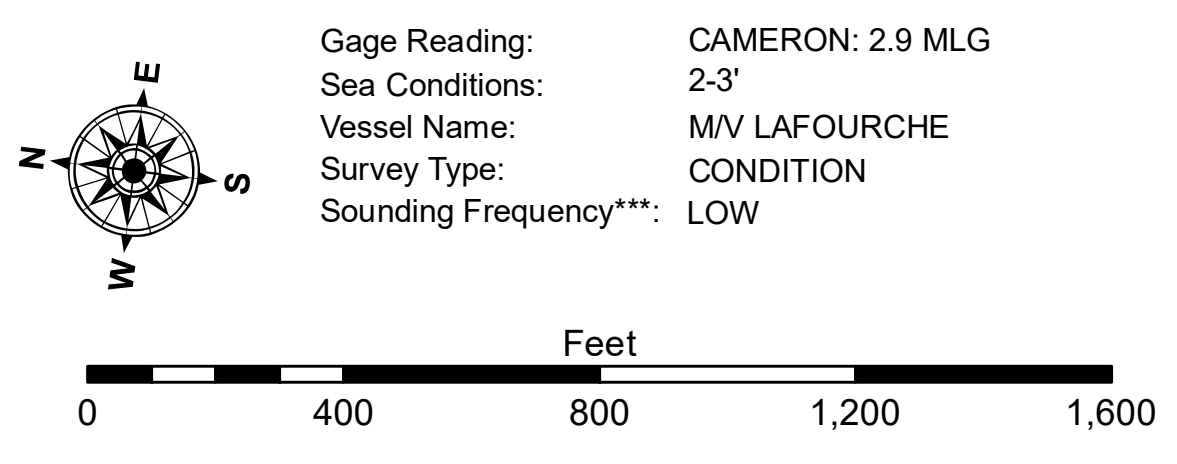 E
N
S
W
Gage Reading: CAMERON: 2.9 MLG
Sea Conditions: 2-3'
Vessel Name: M/V LAFOURCHE
Survey Type: CONDITION
Sounding Frequency***: LOW
Feet
0 400 800 1,200 1,600